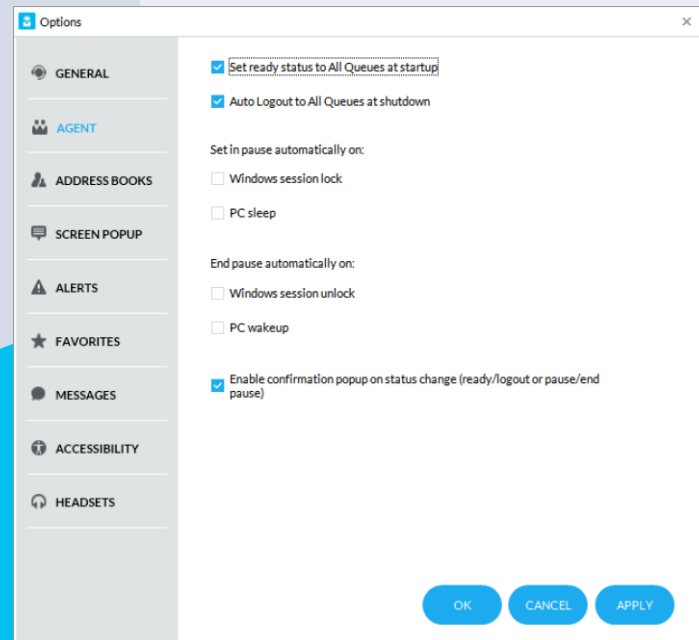 Options
GENERAL
AGENT
ADDRESS BOOKS
SCREEN POPUP
ALERTS
FAVORITES
MESSAGES
ACCESSIBILITY
HEADSETS
Set ready status to All Queues at startup
Auto Logout to All Queues at shutdown
Set in pause automatically on:
Windows session lock
PC sleep
End pause automatically on:
Windows session unlock
PC wakeup
Enable confirmation popup on status change (ready/logout or pause/end
pause)
OK
CANCEL
APPLY